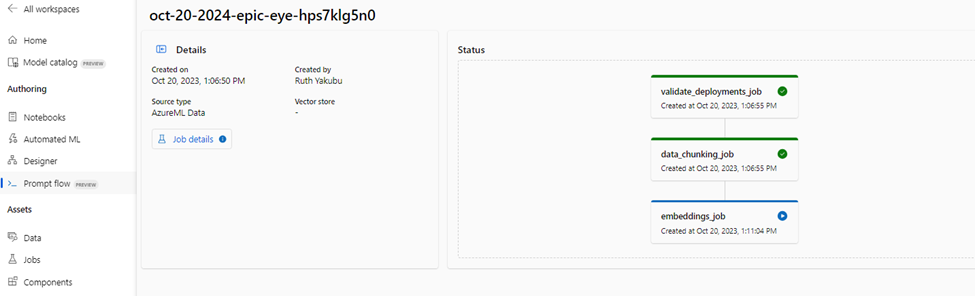 All workspaces
Home
Model catalog PREVIEW
Authoring
Notebooks
Automated ML
Designer
Prompt flow PREVIEW
Assets
Data
Jobs
Components
oct-20-2024-epic-eye-hps7klg5n0
Details
Created on
Oct 20, 2023, 1:06:50 PM
Created by
Ruth Yakubu
Source type
AzureML Data
Vector store
-
Job details
Status
validate_deployments_job
Created at Oct 20, 2023, 1:06:55 PM
data_chunking_job
Created at Oct 20, 2023, 1:06:55 PM
embeddings_job
Created at Oct 20, 2023, 1:11:04 PM